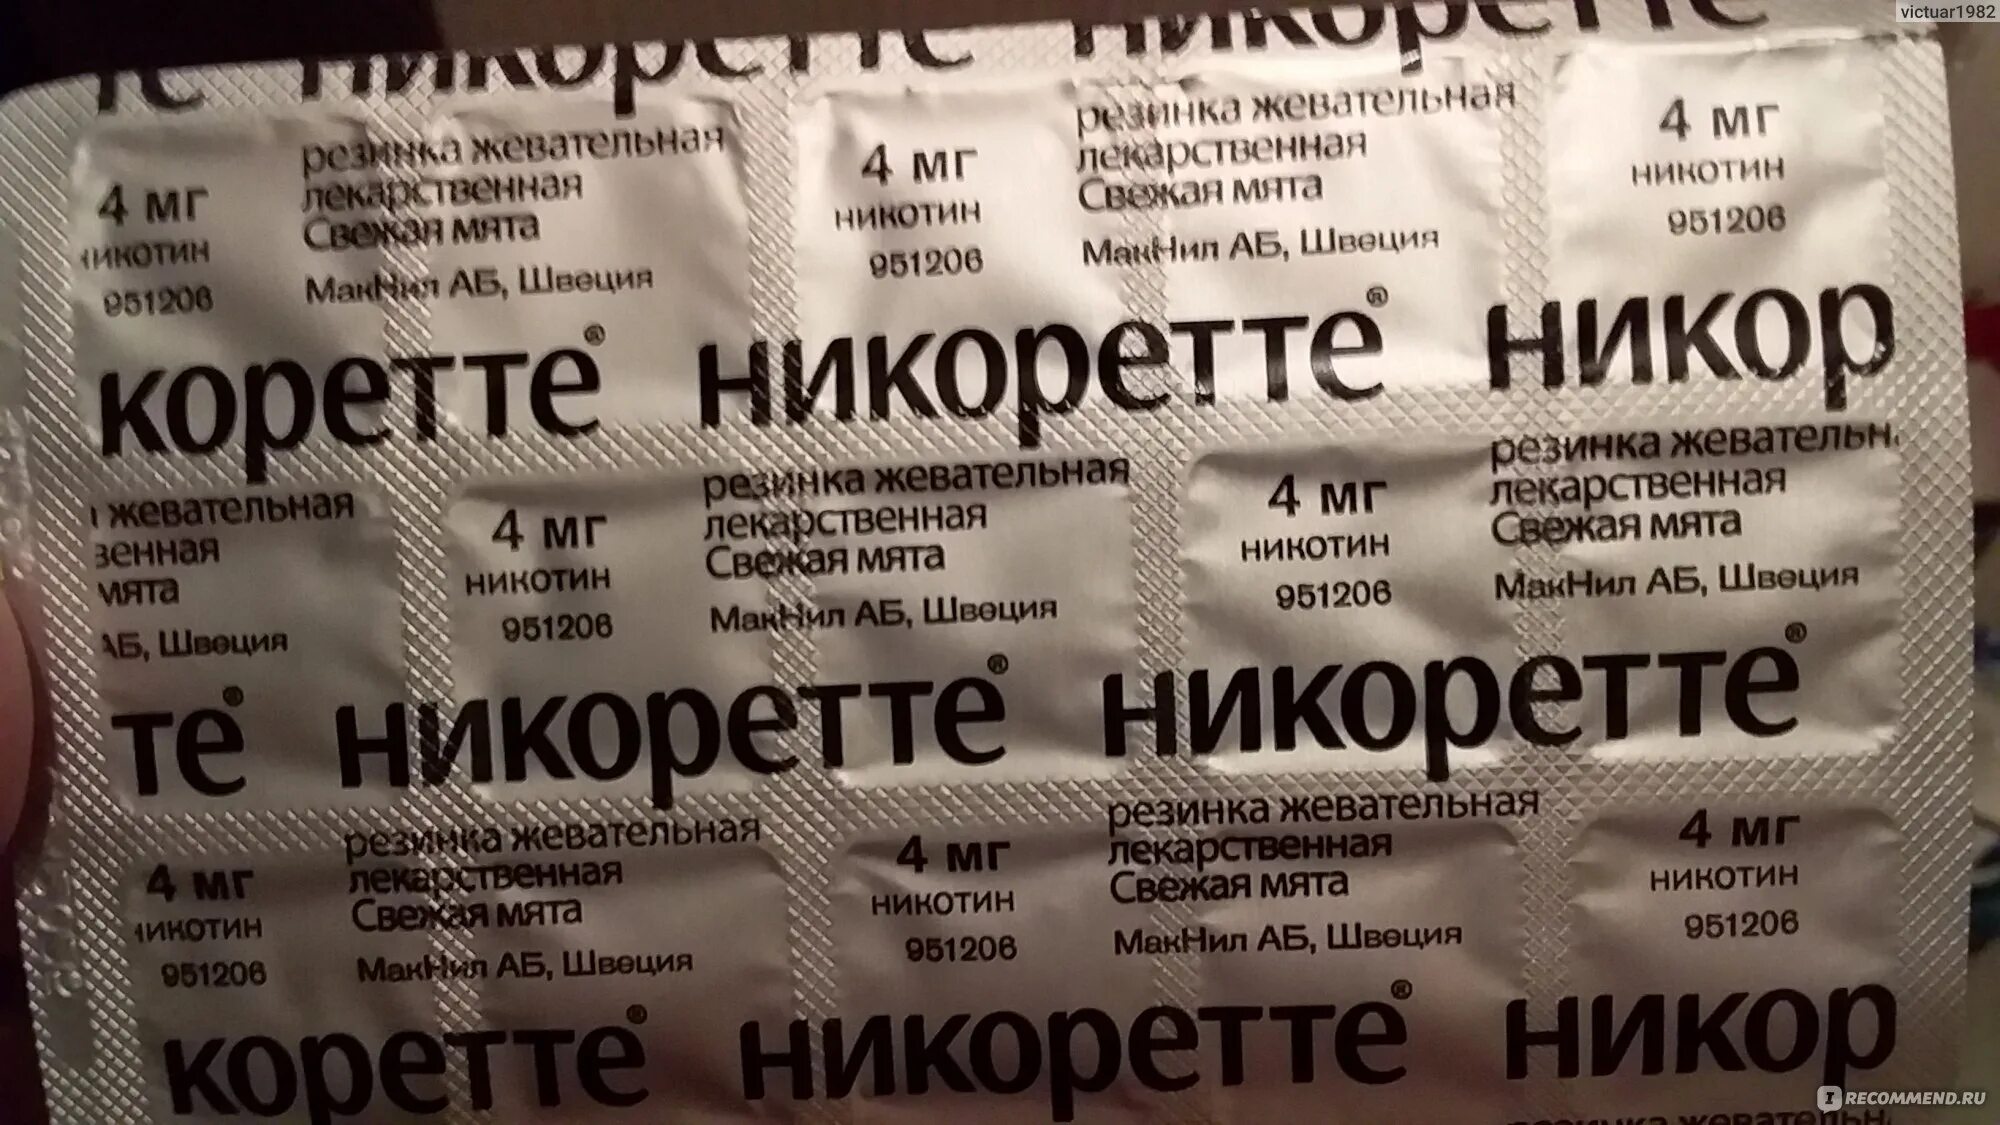 victuar1982
те никоретте никоретте
резинка жевательная
лекарственная
Свежая мята
МакНил АБ, Швеция
4 мг
никотин
951206
резинка жевательная
лекарственная
Свежая мята
МакНил АБ, Швеция
4 мг
никотин
951206
4 мг
никотин
951206
коретте® никоретте® никор
жевательная
венная
мята
АБ, Швеция
4 мг
никотин
951206
резинка жевательная
лекарственная
Свежая мята
МакНил АБ, Швеция
4 мг
никотин
951206
резинка жевательн
лекарственная
Свежая мята
МакНил АБ, Швеция
те® никоретте® никоретте®
4 мг
никотин
951206
резинка жевательная
лекарственная
Свежая мята
МакНил АБ, Швеция
4 мг
никотин
951206
резинка жевательная
лекарственная
Свежая мята
МакНил АБ, Швеция
4 мг
никотин
951206
коретте® никоретте® никор
резинка жевательн
RECOMMEND.RU